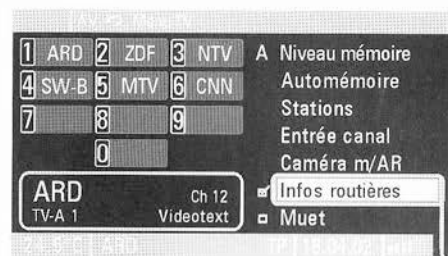 1 ARD 2 ZDF 3 NTV
4 SW-B 5 MTV 6 CNN
7 8 9
0
ARD Ch 12
TV-A 1 Videotext
A Niveau mémoire
Automémoire
Stations
Entrée canal
Caméra m/AR
Infos routières
Muet